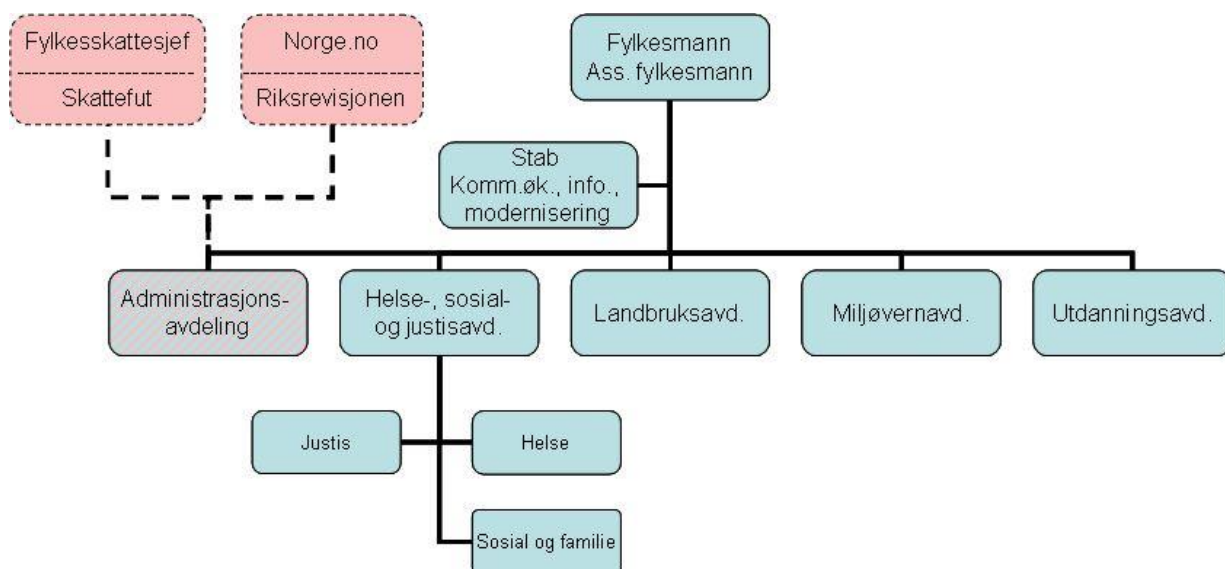 Fylkesskattesjef
Skattefut
Norge.no
Riksrevisjonen
Fylkesmann
Ass. fylkesmann
Stab
Komm.øk., info.,
modernisering
Administrasjons-
avdeling
Helse-, sosial-
og justisavd.
Landbruksavd.
Miljøvernavd.
Utdanningsavd.
Justis
Helse
Sosial og familie